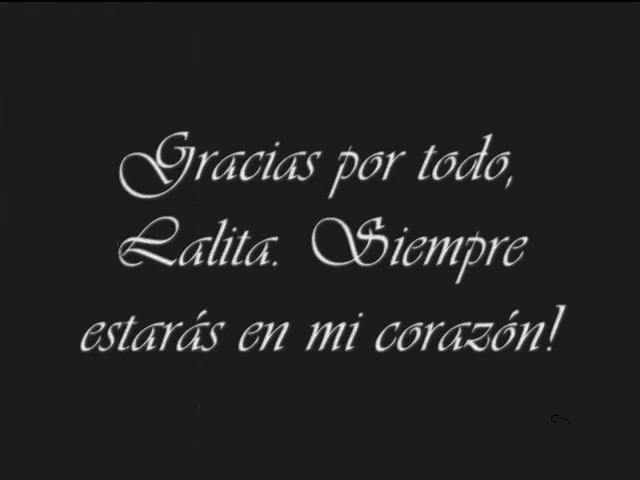 Gracias por todo,
Lalita. Siempre
estarás en mi corazón!